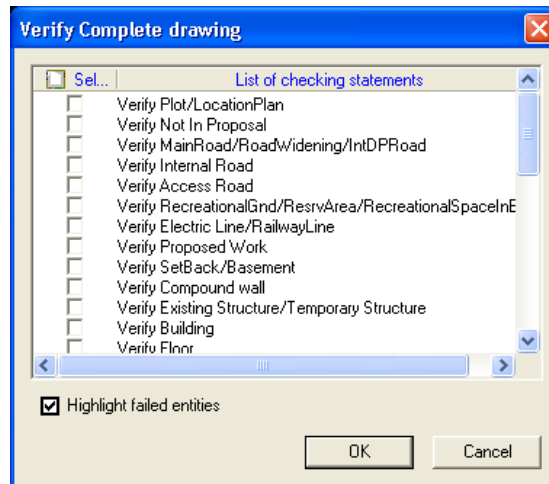 Verify Complete drawing
Sel... List of checking statements
Verify Plot/LocationPlan
Verify Not In Proposal
Verify MainRoad/RoadWidening/IntDPRoad
Verify Internal Road
Verify Access Road
Verify RecreationalGnd/ResrvArea/RecreationalSpaceInE
Verify Electric Line/RailwayLine
Verify Proposed Work
Verify SetBack/Basement
Verify Compound wall
Verify Existing Structure/Temporary Structure
Verify Building
Verify Floor
Highlight failed entities
OK Cancel